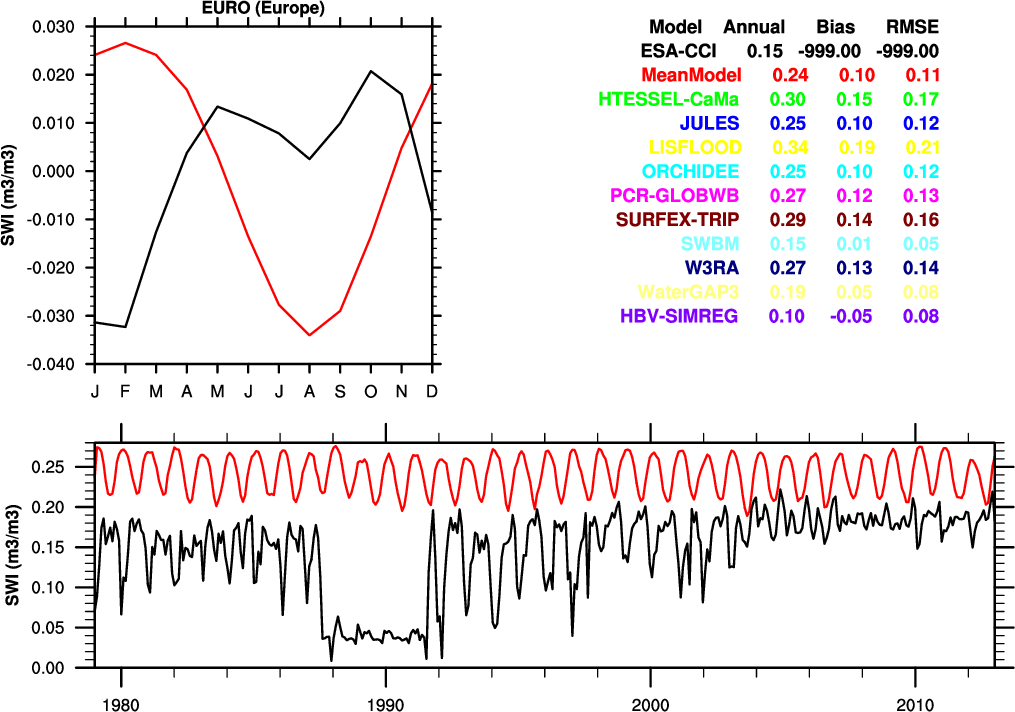 EURO (Europe)
0.030
0.020
0.010
0.000
-0.010
-0.020
-0.030
-0.040
SWI (m3/m3)
J F M A M J J A S O N D
Model Annual Bias RMSE
ESA-CCI 0.15 -999.00 -999.00
MeanModel 0.24 0.10 0.11
HTESSEL-CaMa 0.30 0.15 0.17
JULES 0.25 0.10 0.12
LISFLOOD 0.34 0.19 0.21
ORCHIDEE 0.25 0.10 0.12
PCR-GLOBWB 0.27 0.12 0.13
SURFEX-TRIP 0.29 0.14 0.16
SWBM 0.15 0.01 0.05
W3RA 0.27 0.13 0.14
WaterGAP3 0.19 0.05 0.08
HBV-SIMREG 0.10 -0.05 0.08
0.25
0.20
0.15
0.10
0.05
0.00
SWI (m3/m3)
1980 1990 2000 2010